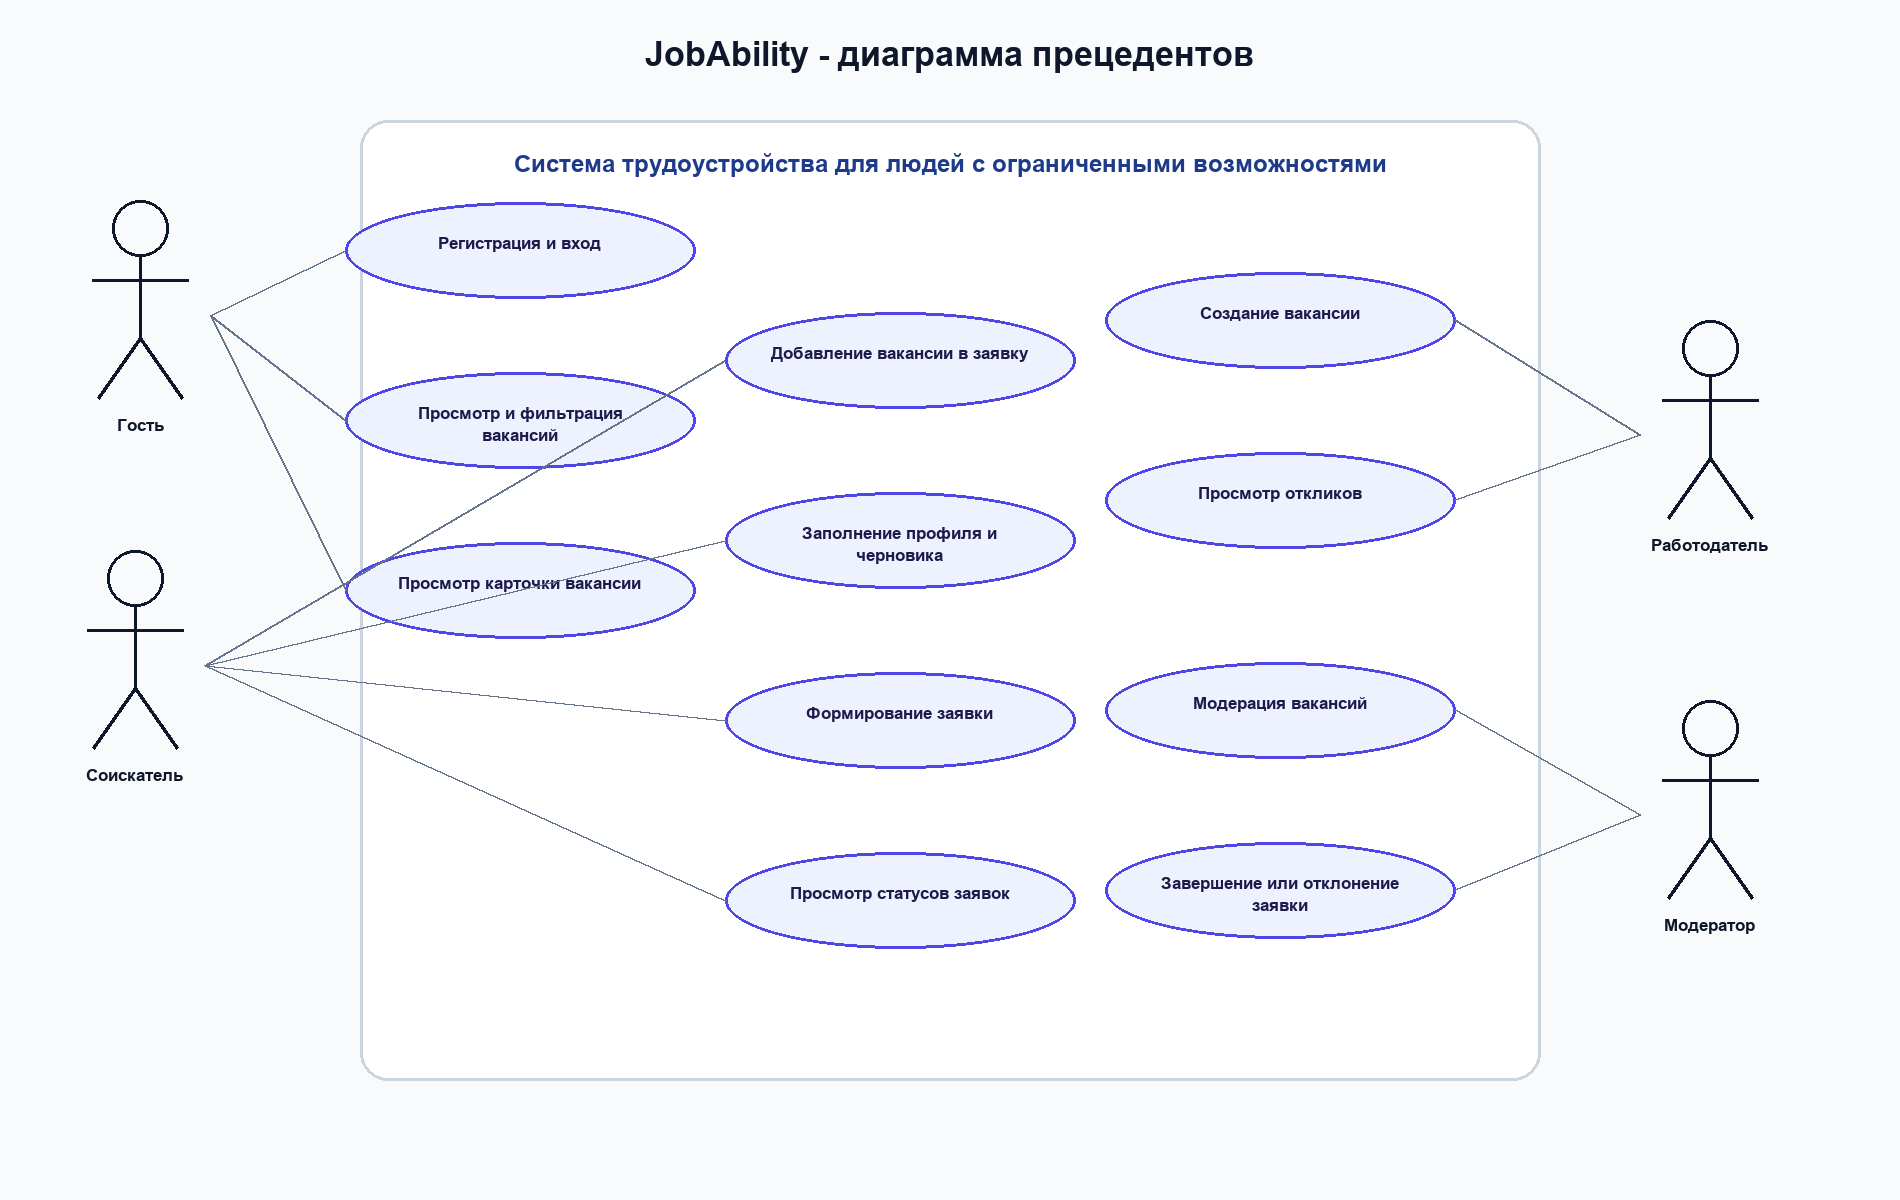 JobAbility - диаграмма прецедентов
Система трудоустройства для людей с ограниченными возможностями
Регистрация и вход
Создание вакансии
Добавление вакансии в заявку
Просмотр и фильтрация
вакансий
Гость
Просмотр откликов
Заполнение профиля и
черновика
Работодатель
Просмотр карточки вакансии
Модерация вакансий
Формирование заявки
Соискатель
Завершение или отклонение
заявки
Просмотр статусов заявок
Модератор